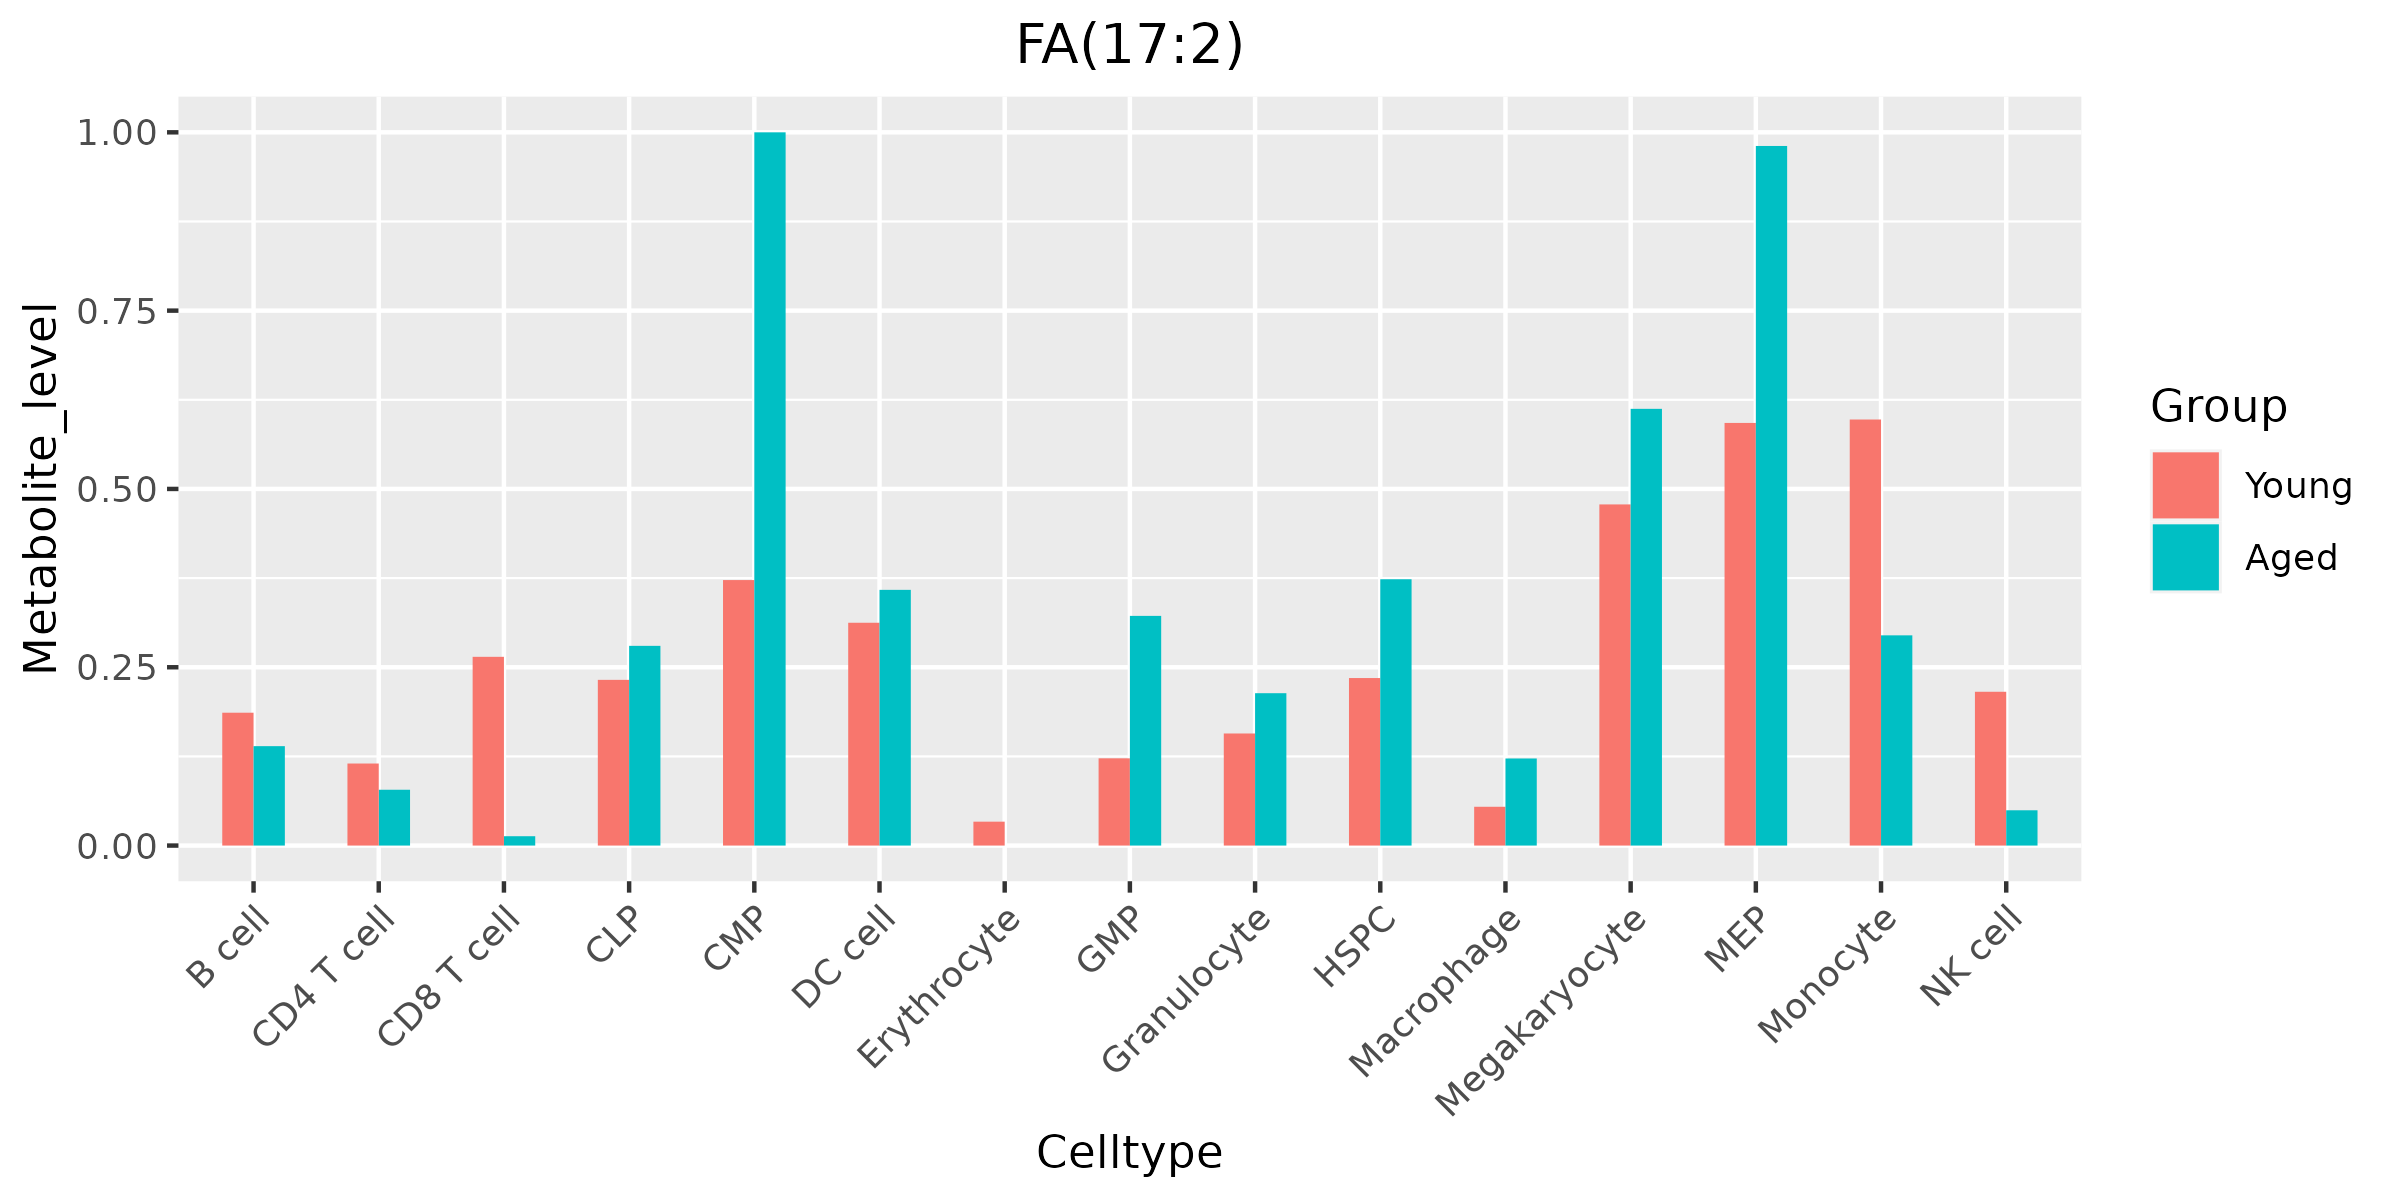 FA(17:2)
1.00
0.75
0.50
0.25
0.00
Metabolite_level
B cell
CD4 T cell
CD8 T cell
CLP
CMP
DC cell
Erythrocyte
GMP
Granulocyte
HSPC
Macrophage
Megakaryocyte
MEP
Monocyte
NK cell
Celltype
Group
Young
Aged